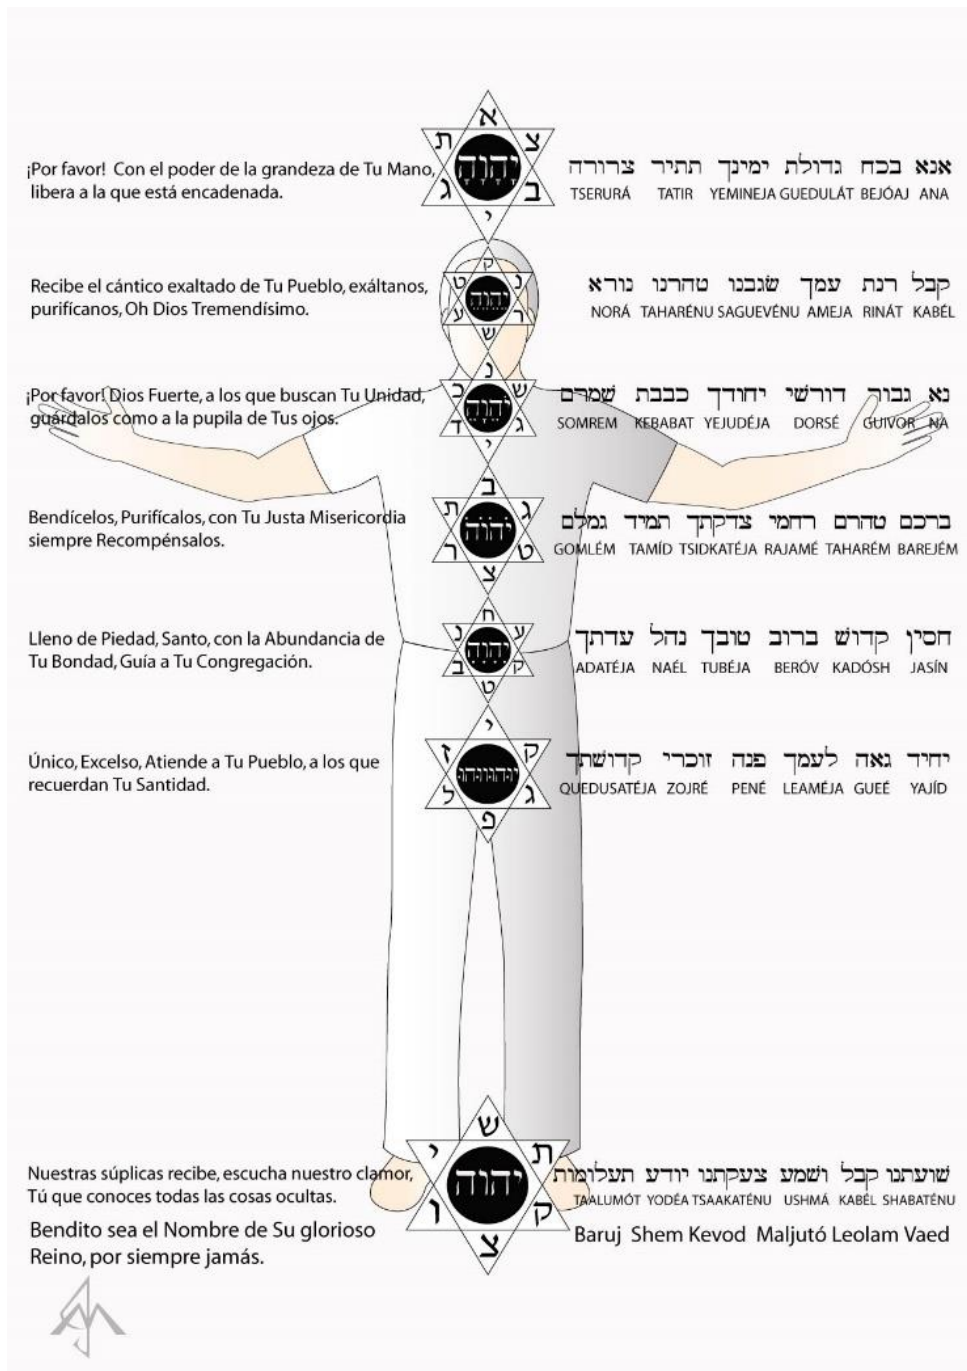 א
צ ת
יהוה
ב ג
י
¡Por favor! Con el poder de la grandeza de Tu Mano,
libera a la que está encadenada.
אנא בכח גדולת ימינך תתיר צרורה
TSERURÁ TATIR YEMINEJA GUEDULÁT BEJÓAJ ANA
ק
נ ט
יהוה
ר ע
ש
Recibe el cántico exaltado de Tu Pueblo, exáltanos,
purifícanos, Oh Dios Tremendísimo.
קבל רנת עמך שגבנו טהרנו נורא
NORÁ TAHARÉNU SAGUEVÉNU AMEJA RINÁT KABÉL
נ
ש כ
יהוה
ג ד
י
¡Por favor! Dios Fuerte, a los que buscan Tu Unidad,
guárdalos como a la pupila de Tus ojos.
נא גבור דורשי יחודך כבבת שמרם
SOMREM KEBABAT YEJUDÉJA DORSÉ GUIVOR NA
ב
ג ת
יהוה
ט ר
צ
Bendícelos, Purifícalos, con Tu Justa Misericordia
siempre Recompénsalos.
ברכם טהרם רחמי צדקתך תמיד גמלם
GOMLÉM TAMÍD TSIDKATÉJA RAJAMÉ TAHARÉM BAREJÉM
ח
ע נ
יהוה
ק ב
ט
Lleno de Piedad, Santo, con la Abundancia de
Tu Bondad, Guía a Tu Congregación.
חסין קדוש ברוב טובך נהל עדתך
ADATÉJA NAÉL TUBÉJA BERÓV KADÓSH JASÍN
י
ק ז
ג ל
פ
Único, Excelso, Atiende a Tu Pueblo, a los que
recuerdan Tu Santidad.
יחיד גאה לעמך פנה זוכרי קדושתך
QUEDUSATÉJA ZOJRÉ PENÉ LEAMÉJA GUEÉ YAJÍD
ש
ת י
יהוה
ק ו
צ
Nuestras súplicas recibe, escucha nuestro clamor,
Tú que conoces todas las cosas ocultas.
שועתנו קבל ושמע צעקתנו יודע תעלומות
TAALUMÓT YODÉA TSAAKATÉNU USHMÁ KABÉL SHABATÉNU
Bendito sea el Nombre de Su glorioso
Reino, por siempre jamás.
Baruj Shem Kevod Maljutó Leolam Vaed